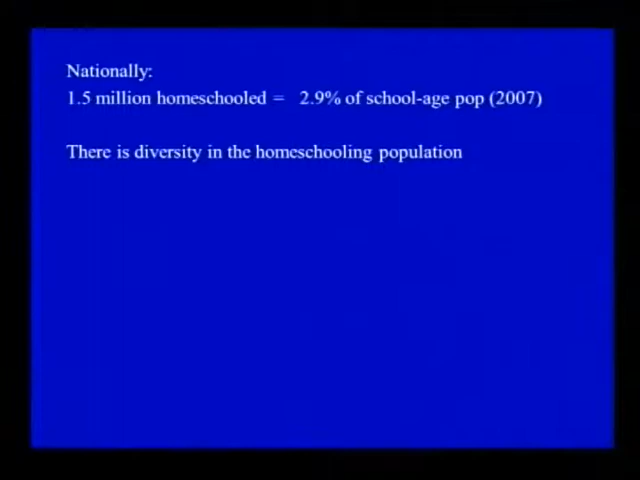 Nationally:
1.5 million homeschooled = 2.9% of school-age pop (2007)
There is diversity in the homeschooling population